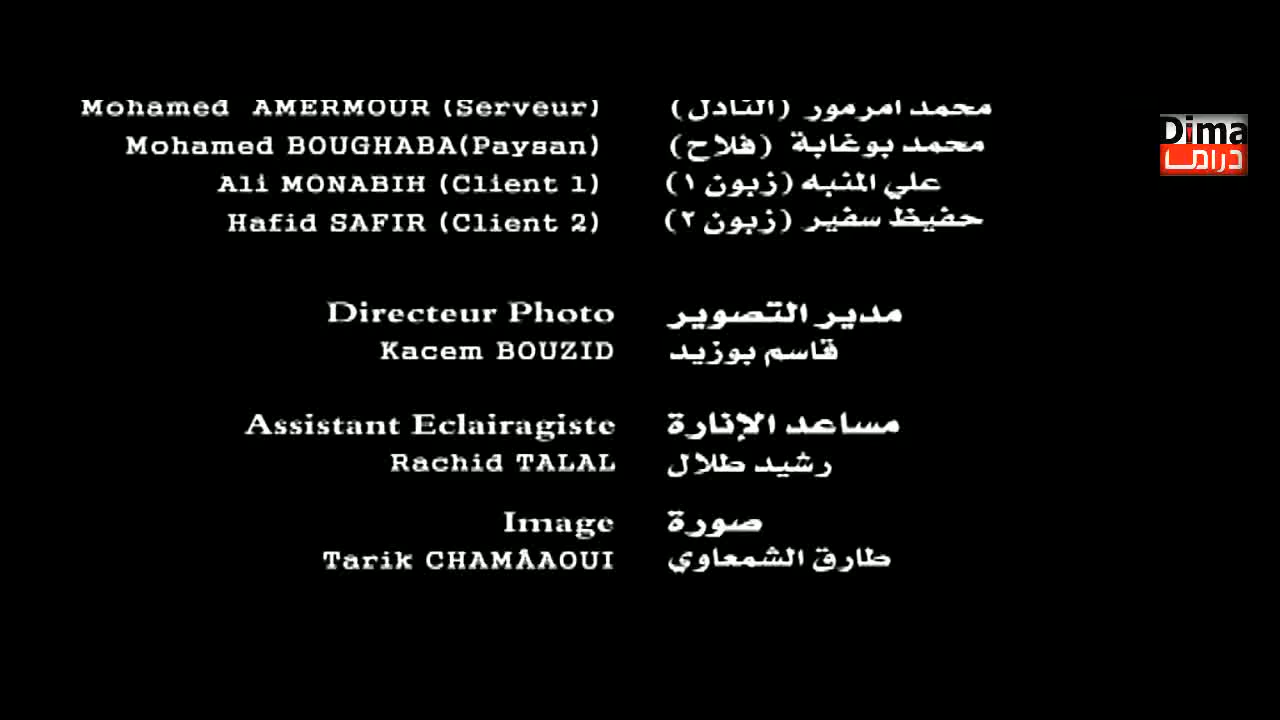 Mohamed AMERMOUR (Serveur) محمد امرمور (النادل)
Mohamed BOUGHABA(Paysan) محمد بوغابة (فلاح)
Ali MONABIH (Client 1) علي المنبه (زبون ١)
Hafid SAFIR (Client 2) حفيظ سفير (زبون ٢)
Directeur Photo مدير التصوير
Kacem BOUZID قاسم بوزيد
Assistant Eclairagiste مساعد الإنارة
Rachid TALAL رشيد طلال
Image صورة
Tarik CHAMÂAOUI طارق الشمعاوي
Dima
دراما